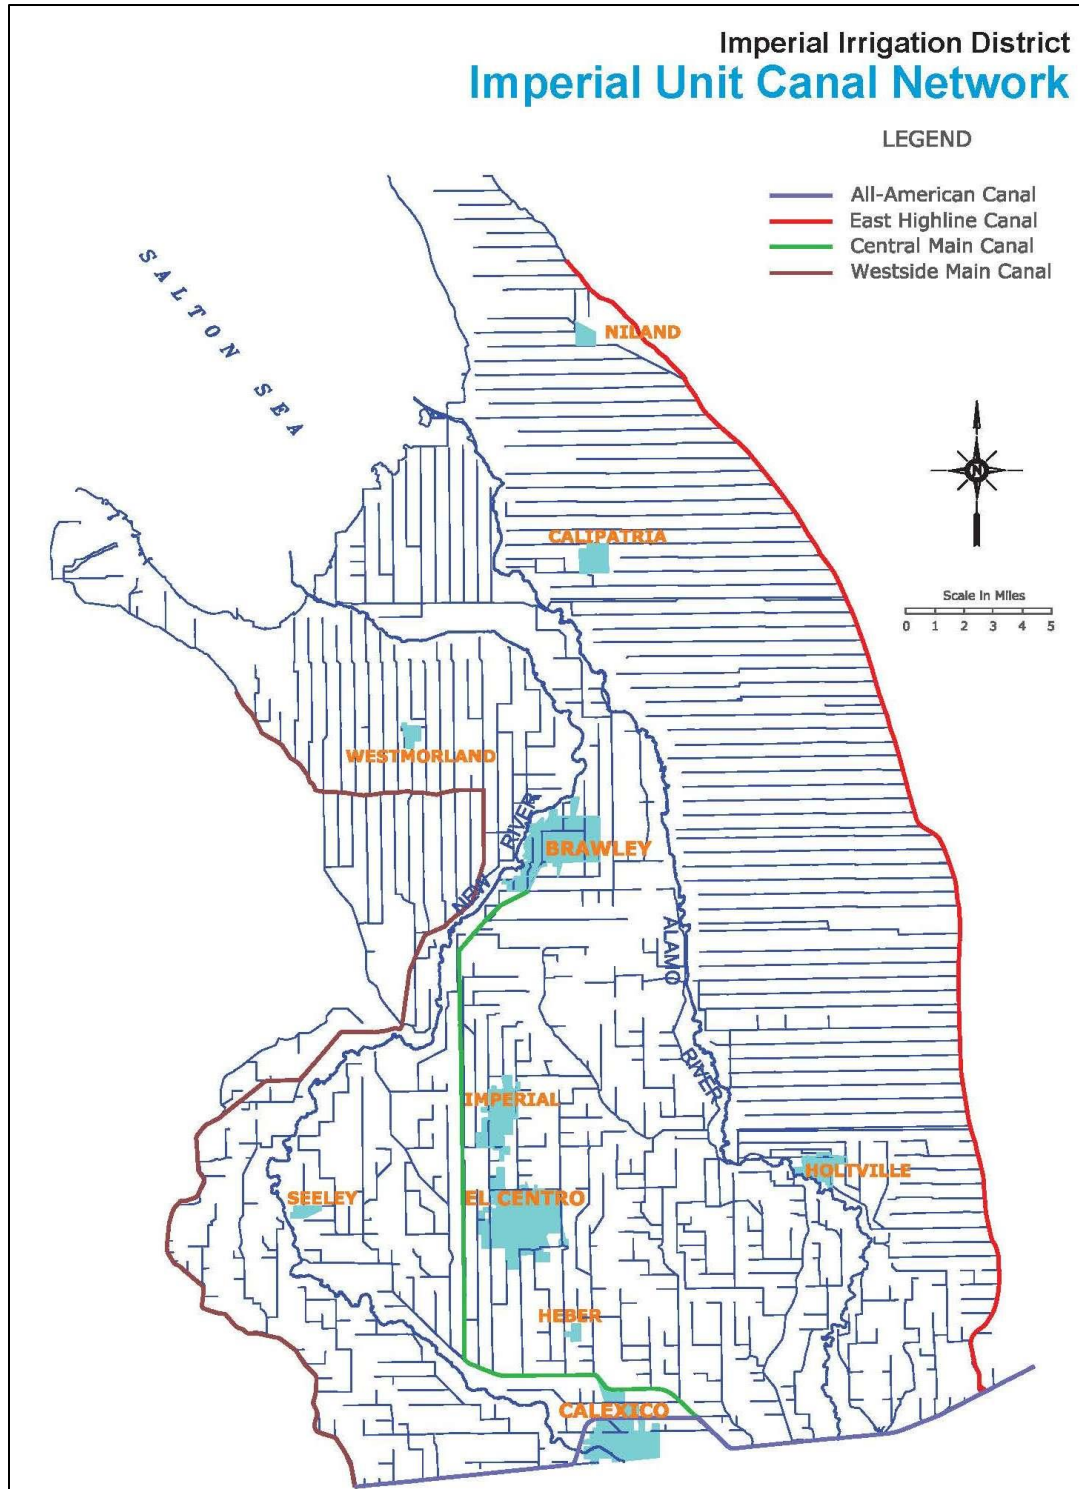 Imperial Irrigation District
Imperial Unit Canal Network
LEGEND
All-American Canal
East Highline Canal
Central Main Canal
Westside Main Canal
SALTON SEA
NILAND
N
CALIPATRIA
Scale In Miles
0 1 2 3 4 5
WESTMORLAND
NEW RIVER
BRAWLEY
ALAMO RIVER
IMPERIAL
HOLTVILLE
SEELEY
EL CENTRO
HEBER
CALEXICO